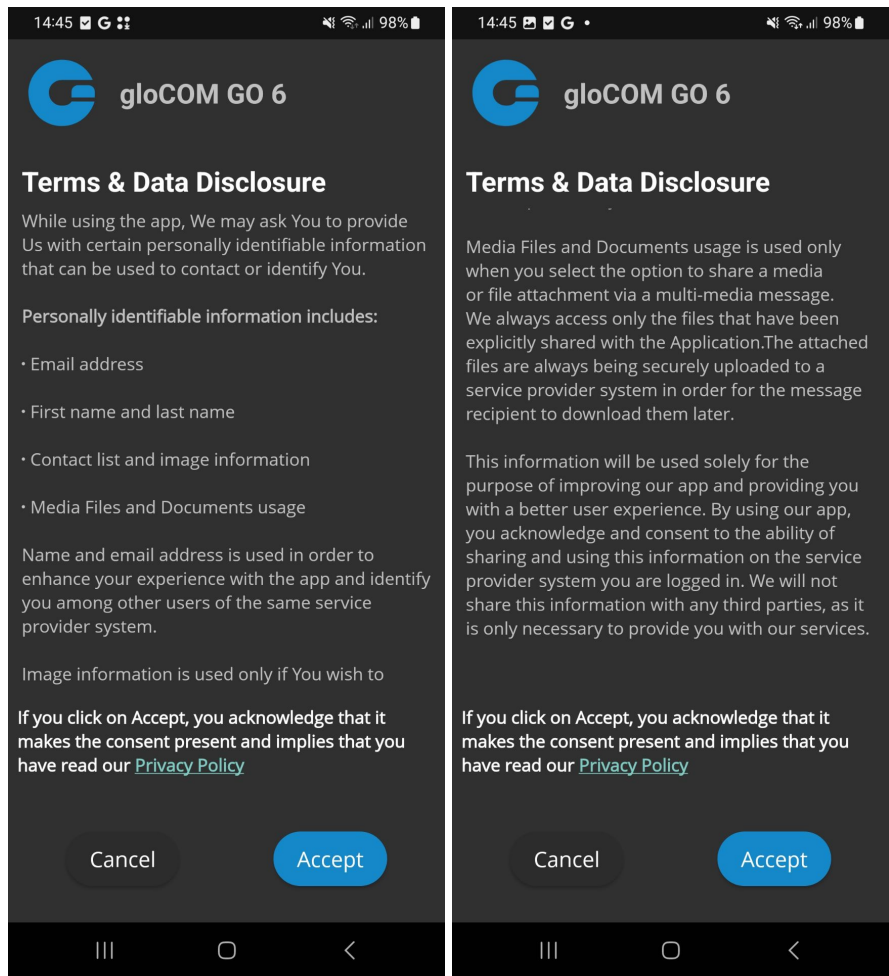 14:45 G 98%
gloCOM GO 6
Terms & Data Disclosure
While using the app, We may ask You to provide
Us with certain personally identifiable information
that can be used to contact or identify You.
Personally identifiable information includes:
• Email address
• First name and last name
• Contact list and image information
• Media Files and Documents usage
Name and email address is used in order to
enhance your experience with the app and identify
you among other users of the same service
provider system.
Image information is used only if You wish to
If you click on Accept, you acknowledge that it
makes the consent present and implies that you
have read our Privacy Policy
Cancel Accept
14:45 G • 98%
gloCOM GO 6
Terms & Data Disclosure
Media Files and Documents usage is used only
when you select the option to share a media
or file attachment via a multi-media message.
We always access only the files that have been
explicitly shared with the Application.The attached
files are always being securely uploaded to a
service provider system in order for the message
recipient to download them later.
This information will be used solely for the
purpose of improving our app and providing you
with a better user experience. By using our app,
you acknowledge and consent to the ability of
sharing and using this information on the service
provider system you are logged in. We will not
share this information with any third parties, as it
is only necessary to provide you with our services.
If you click on Accept, you acknowledge that it
makes the consent present and implies that you
have read our Privacy Policy
Cancel Accept